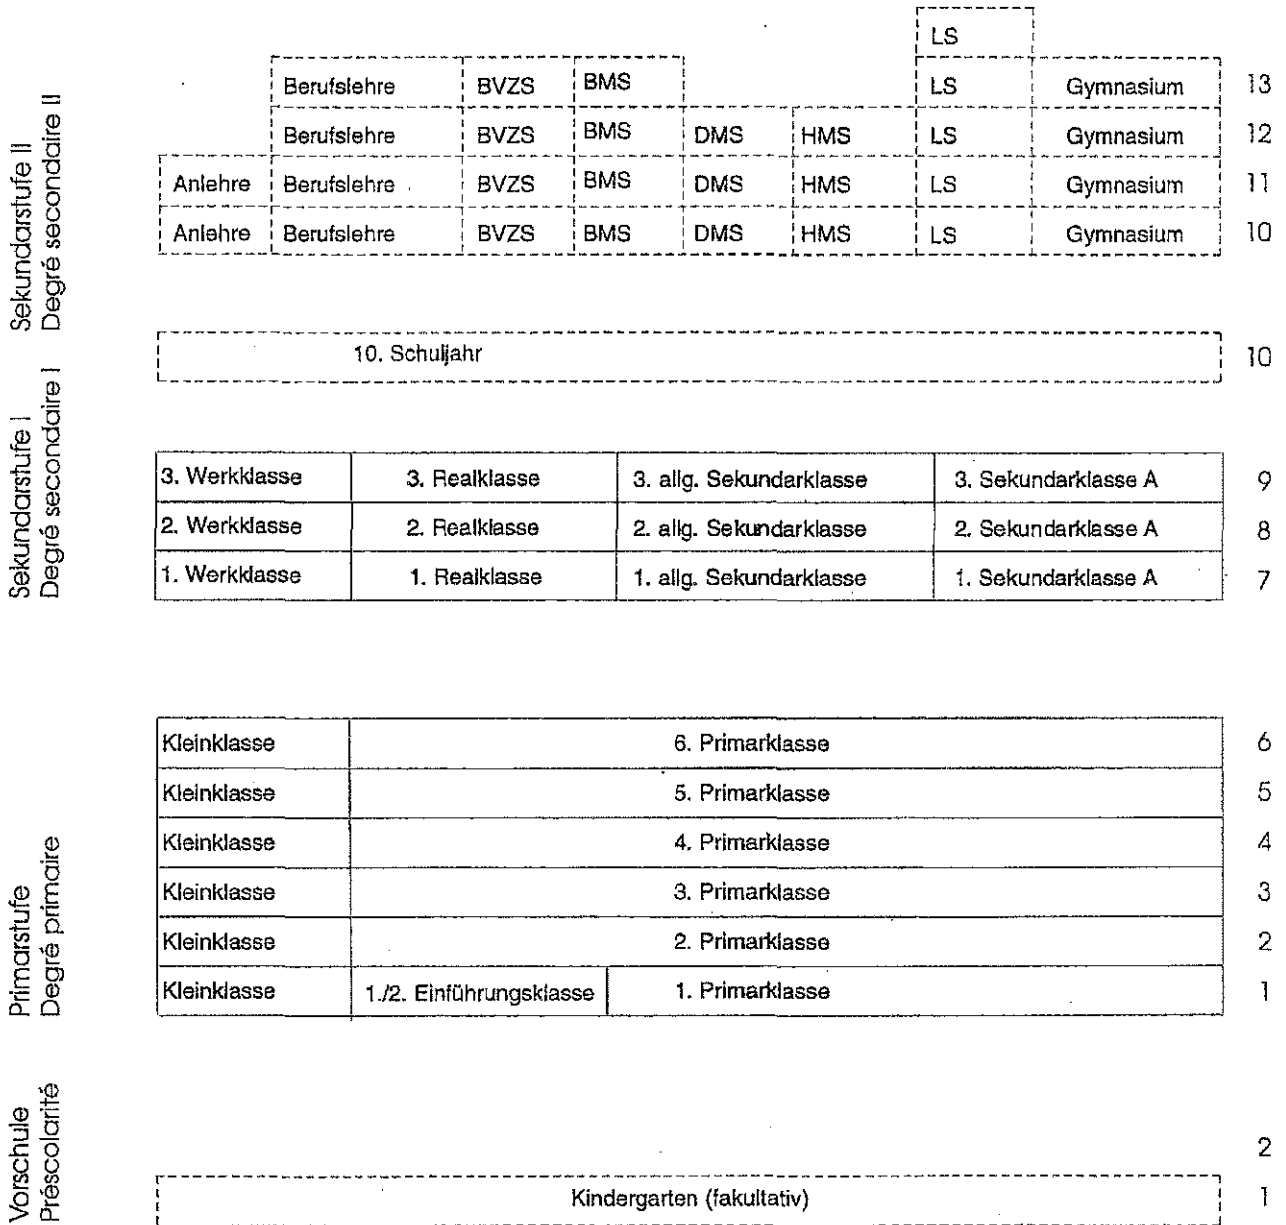 LS
Berufslehre BVZS BMS LS Gymnasium 13
Berufslehre BVZS BMS DMS HMS LS Gymnasium 12
Anlehre Berufslehre BVZS BMS DMS HMS LS Gymnasium 11
Anlehre Berufslehre BVZS BMS DMS HMS LS Gymnasium 10
Sekundarstufe II
Degré secondaire II
10. Schuljahr 10
3. Werkklasse 3. Realklasse 3. allg. Sekundarklasse 3. Sekundarklasse A 9
2. Werkklasse 2. Realklasse 2. allg. Sekundarklasse 2. Sekundarklasse A 8
1. Werkklasse 1. Realklasse 1. allg. Sekundarklasse 1. Sekundarklasse A 7
Sekundarstufe I
Degré secondaire I
Kleinklasse 6. Primarklasse 6
Kleinklasse 5. Primarklasse 5
Kleinklasse 4. Primarklasse 4
Kleinklasse 3. Primarklasse 3
Kleinklasse 2. Primarklasse 2
Kleinklasse 1./2. Einführungsklasse 1. Primarklasse 1
Primarstufe
Degré primaire
2
Kindergarten (fakultativ) 1
Vorschule
Préscolarité